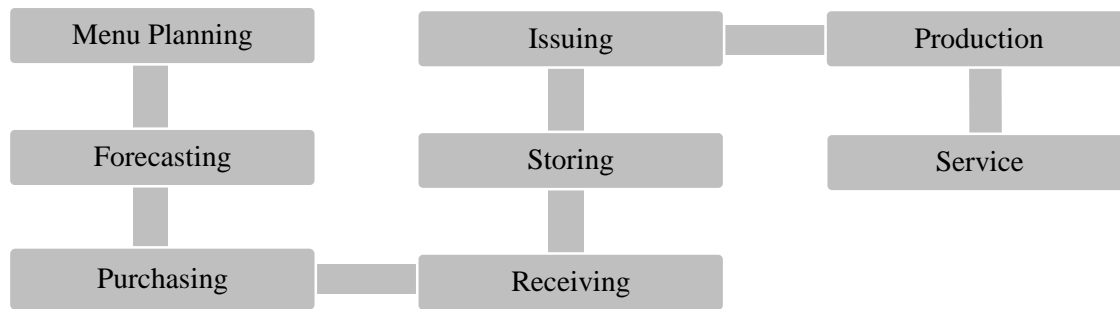 Menu Planning
Forecasting
Purchasing
Receiving
Storing
Issuing
Production
Service